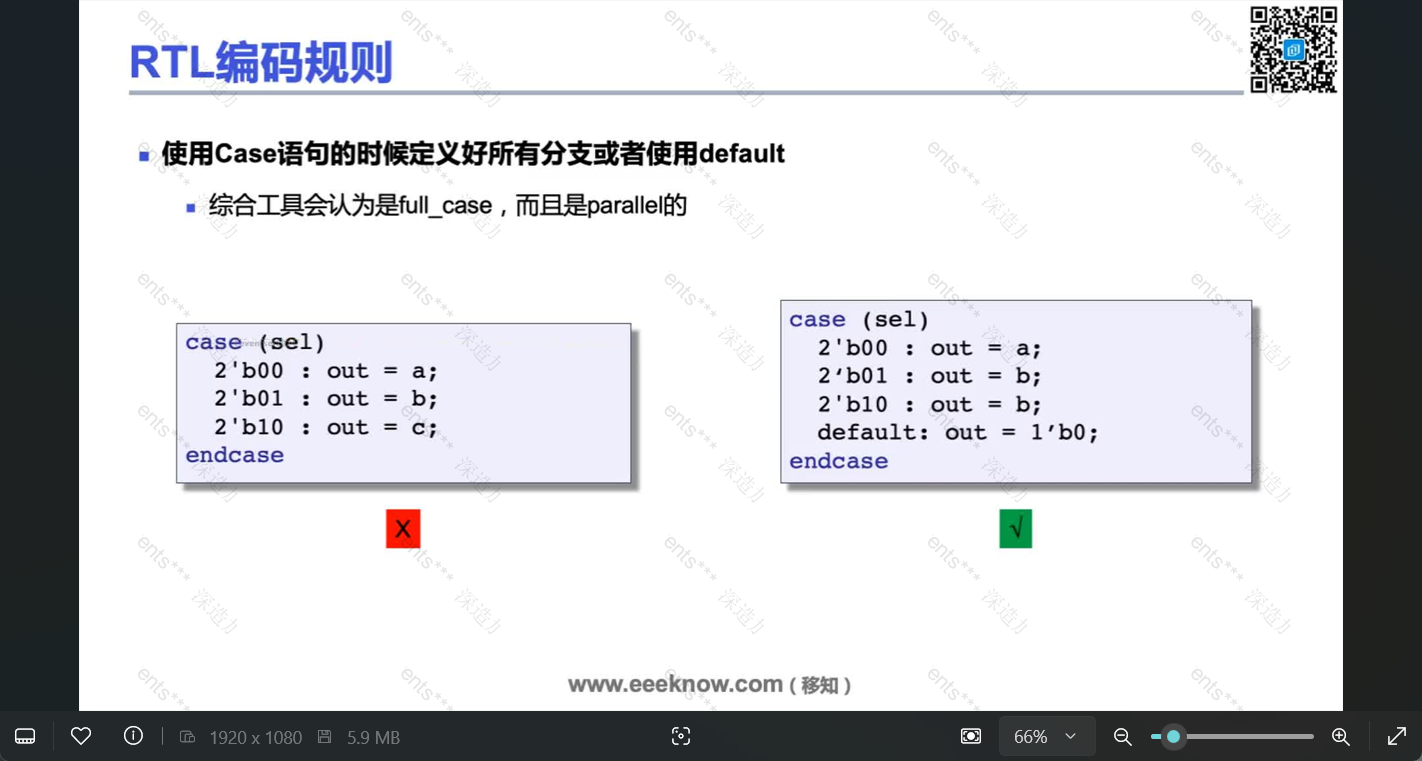 RTL编码规则
使用Case语句的时候定义好所有分支或者使用default
综合工具会认为是full_case，而且是parallel的
case (sel)
2'b00 : out = a;
2'b01 : out = b;
2'b10 : out = c;
endcase
X
case (sel)
2'b00 : out = a;
2‘b01 : out = b;
2'b10 : out = b;
default: out = 1’b0;
endcase
√
www.eeeknow.com ( 移知 )
1920 x 1080
5.9 MB
66%